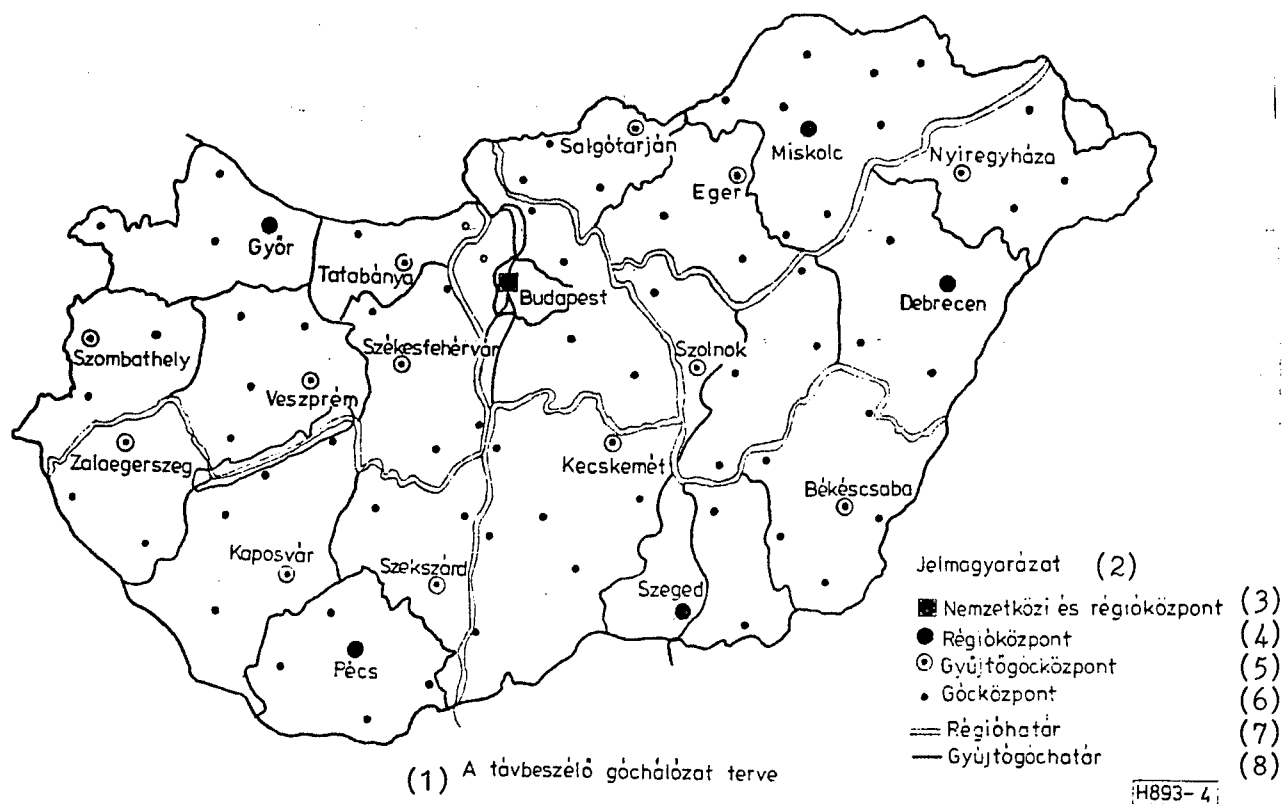 Salgótarján
Miskolc
Nyiregyháza
Eger
Győr
Tatabánya
Budapest
Debrecen
Szombathely
Székesfehérvár
Szolnok
Veszprém
Zalaegerszeg
Kecskemét
Békéscsaba
Kaposvár
Szekszárd
Szeged
Pécs
Jelmagyarázat (2)
Nemzetközi és régióközpont (3)
Régióközpont (4)
Gyűjtőgócközpont (5)
Gócközpont (6)
Régióhatár (7)
Gyűjtőgóchatár (8)
(1) A távbeszélő góchálózat terve
H893-4